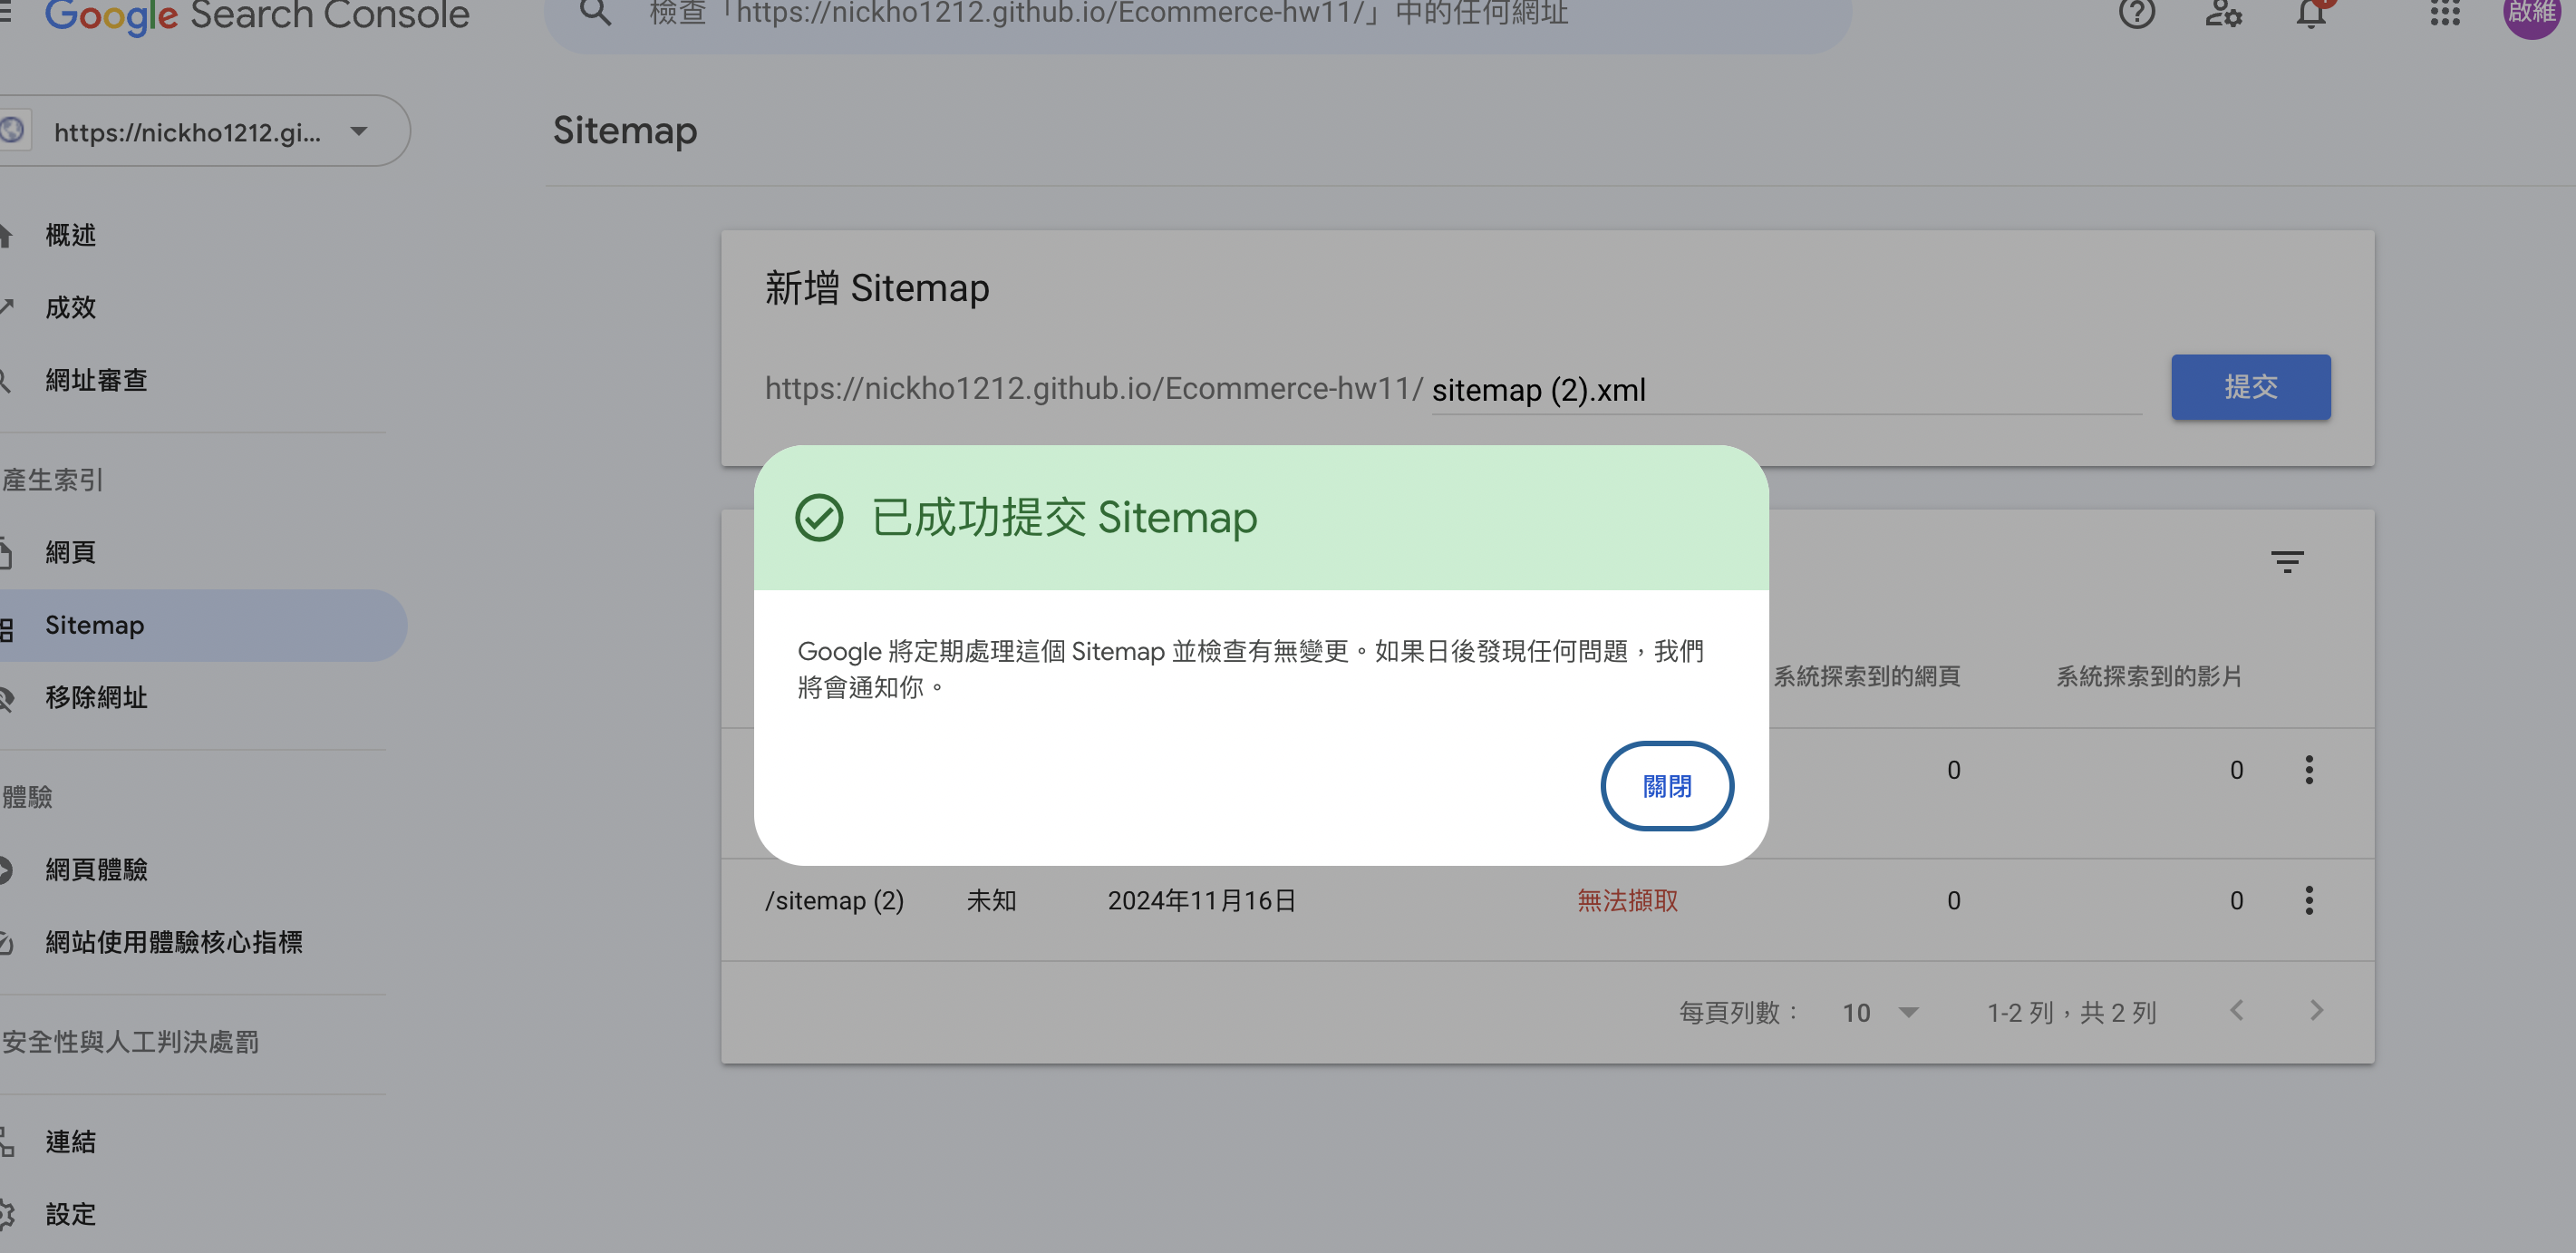 Google Search Console
檢查「https://nickho1212.github.io/Ecommerce-hw11/」中的任何網址
啟維
https://nickho1212.gi...
Sitemap
概述
成效
網址審查
產生索引
網頁
Sitemap
移除網址
體驗
網頁體驗
網站使用體驗核心指標
安全性與人工判決處罰
連結
設定
新增 Sitemap
https://nickho1212.github.io/Ecommerce-hw11/ sitemap (2).xml
提交
已成功提交 Sitemap
Google 將定期處理這個 Sitemap 並檢查有無變更。如果日後發現任何問題，我們
將會通知你。
關閉
系統探索到的網頁 系統探索到的影片
0 0
/sitemap (2) 未知 2024年11月16日 無法擷取 0 0
每頁列數： 10 1-2 列，共 2 列